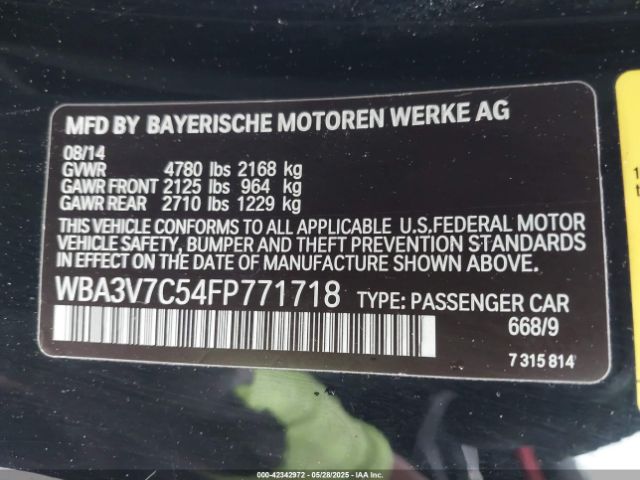 MFD BY BAYERISCHE MOTOREN WERKE AG
08/14
GVWR 4780 lbs 2168 kg
GAWR FRONT 2125 lbs 964 kg
GAWR REAR 2710 lbs 1229 kg
THIS VEHICLE CONFORMS TO ALL APPLICABLE U.S.FEDERAL MOTOR
VEHICLE SAFETY, BUMPER AND THEFT PREVENTION STANDARDS
IN EFFECT ON THE DATE OF MANUFACTURE SHOWN ABOVE.
WBA3V7C54FP771718 TYPE: PASSENGER CAR
668/9
7 315 814
00-42342972 | 05/28/2025 | © IAA Holdings, LLC